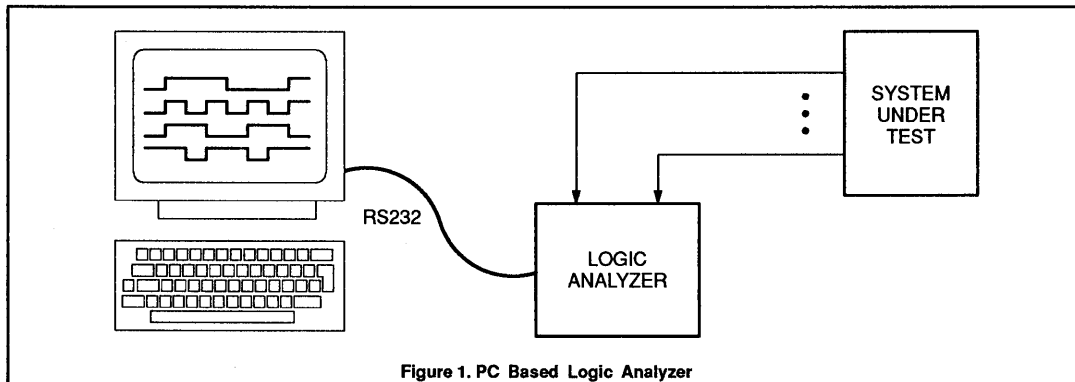 SYSTEM
UNDER
TEST
RS232
LOGIC
ANALYZER
Figure 1. PC Based Logic Analyzer